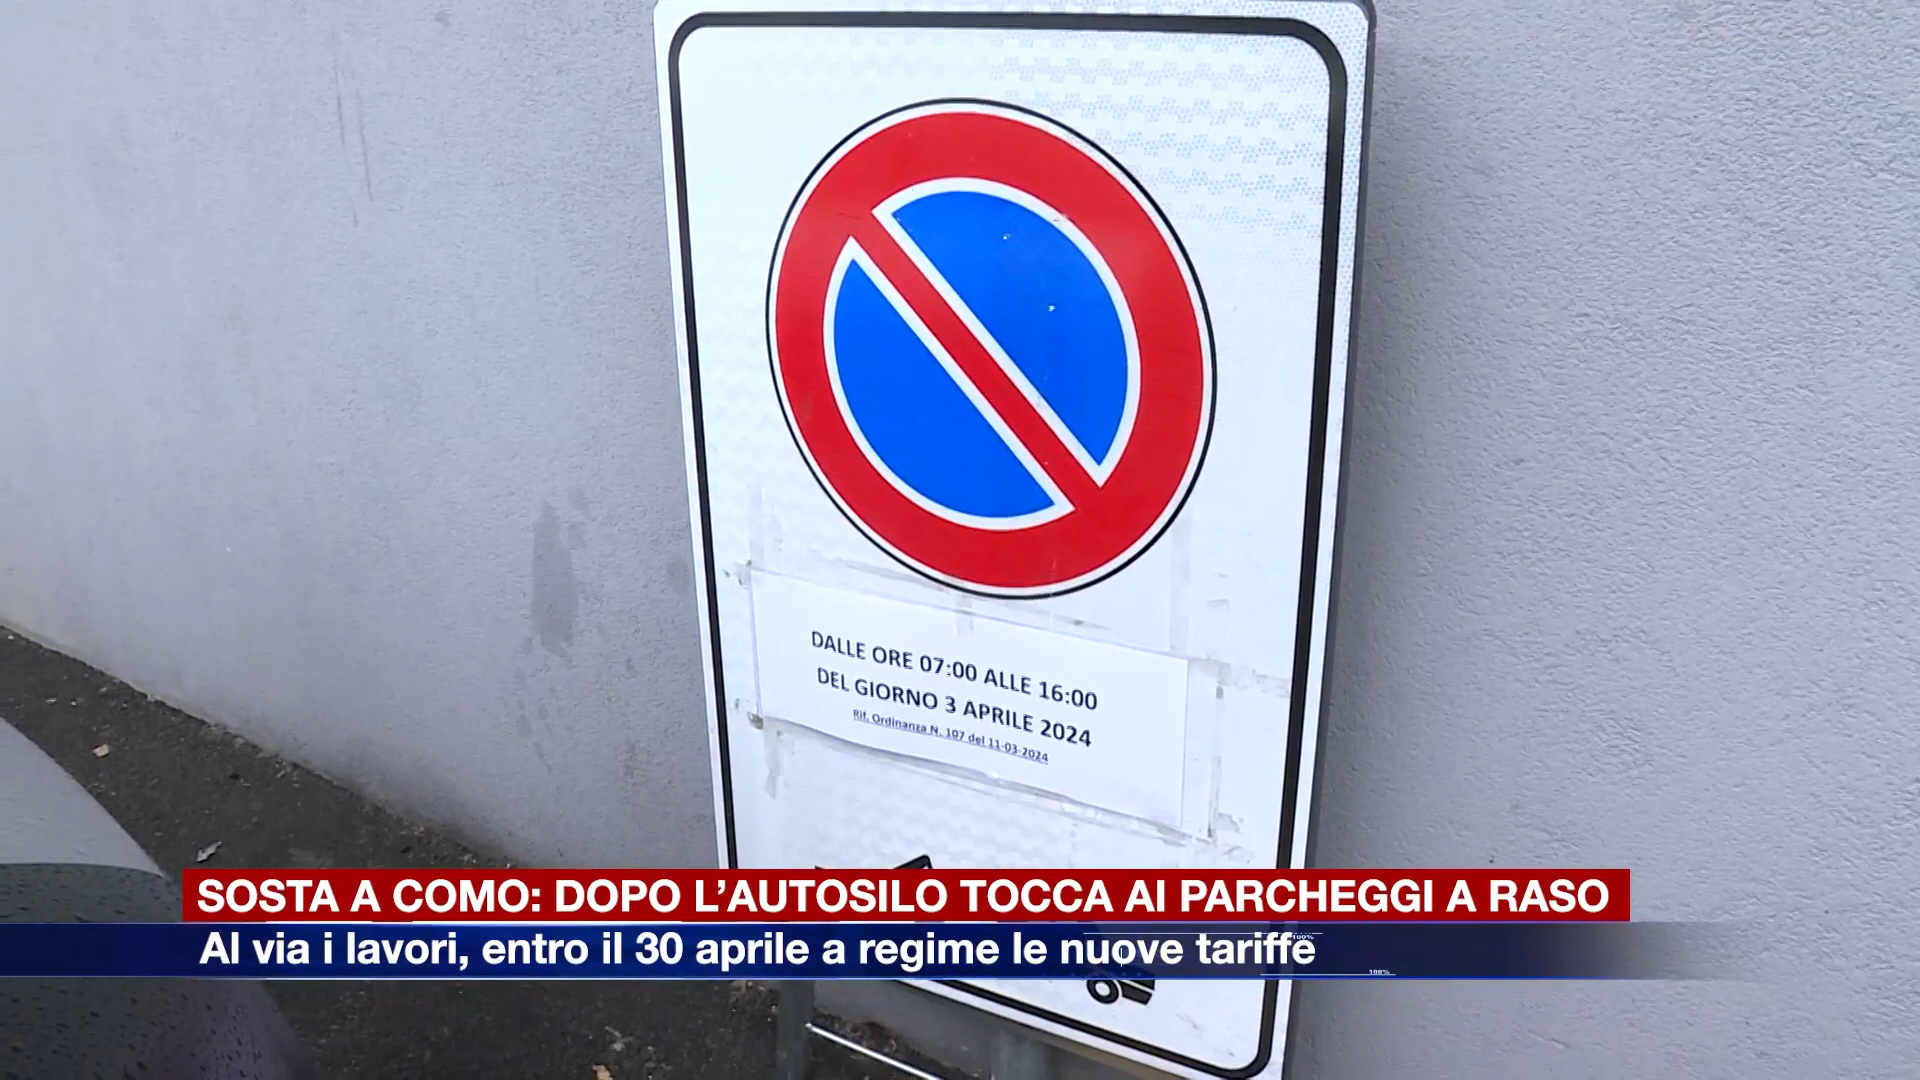 DALLE ORE 07:00 ALLE 16:00
DEL GIORNO 3 APRILE 2024
Rif. Ordinanza N. 107 del 11-03-2024
SOSTA A COMO: DOPO L’AUTOSILO TOCCA AI PARCHEGGI A RASO
Al via i lavori, entro il 30 aprile a regime le nuove tariffe
100%
100%